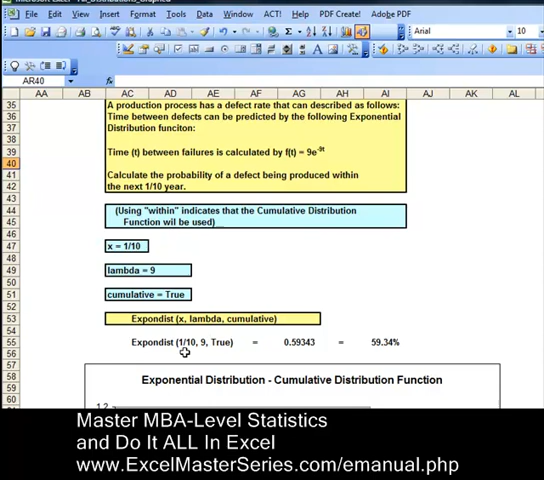 File Edit View Insert Format Tools Data Window Help ACT! PDF Create! Adobe PDF
Arial 10
AR40
AA AB AC AD AE AF AG AH AI AJ AK AL
35 A production process has a defect rate that can described as follows:
36 Time between defects can be predicted by the following Exponential
37 Distribution funciton:
38
39 Time (t) between failures is calculated by f(t) = 9e-9t
40
41 Calculate the probability of a defect being produced within
42 the next 1/10 year.
43
44 (Using "within" indicates that the Cumulative Distribution
45 Function wil be used)
46
47 x = 1/10
48
49 lambda = 9
50
51 cumulative = True
52
53 Expondist (x, lambda, cumulative)
54
55 Expondist (1/10, 9, True) = 0.59343 = 59.34%
56
57
58 Exponential Distribution - Cumulative Distribution Function
59
60 1.2
Master MBA-Level Statistics
and Do It ALL In Excel
www.ExcelMasterSeries.com/emanual.php